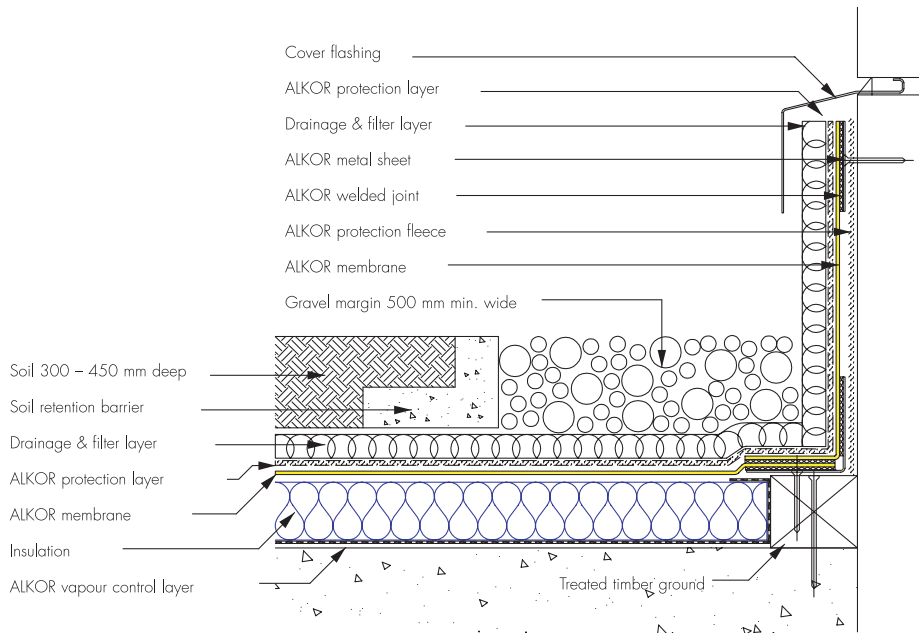 Cover flashing
ALKOR protection layer
Drainage & filter layer
ALKOR metal sheet
ALKOR welded joint
ALKOR protection fleece
ALKOR membrane
Gravel margin 500 mm min. wide
Soil 300 – 450 mm deep
Soil retention barrier
Drainage & filter layer
ALKOR protection layer
ALKOR membrane
Insulation
ALKOR vapour control layer
Treated timber ground